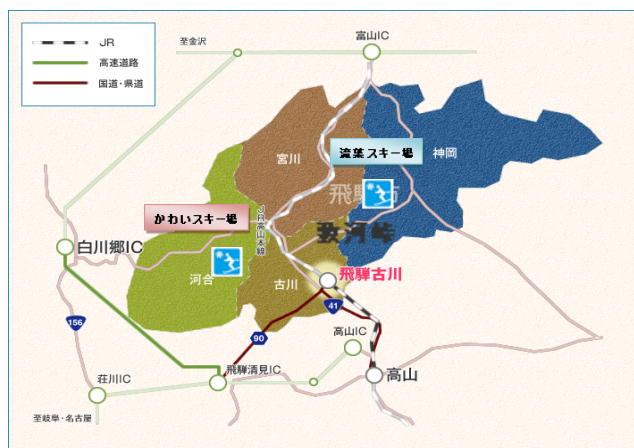 JR
高速道路
国道・県道
至金沢
富山IC
宮川
流葉スキー場
神岡
飛騨市
かわいスキー場
JR高山本線
数河峠
白川郷IC
河合
古川
飛騨古川
41
156
90
高山IC
荘川IC
飛騨清見IC
高山
至岐阜・名古屋